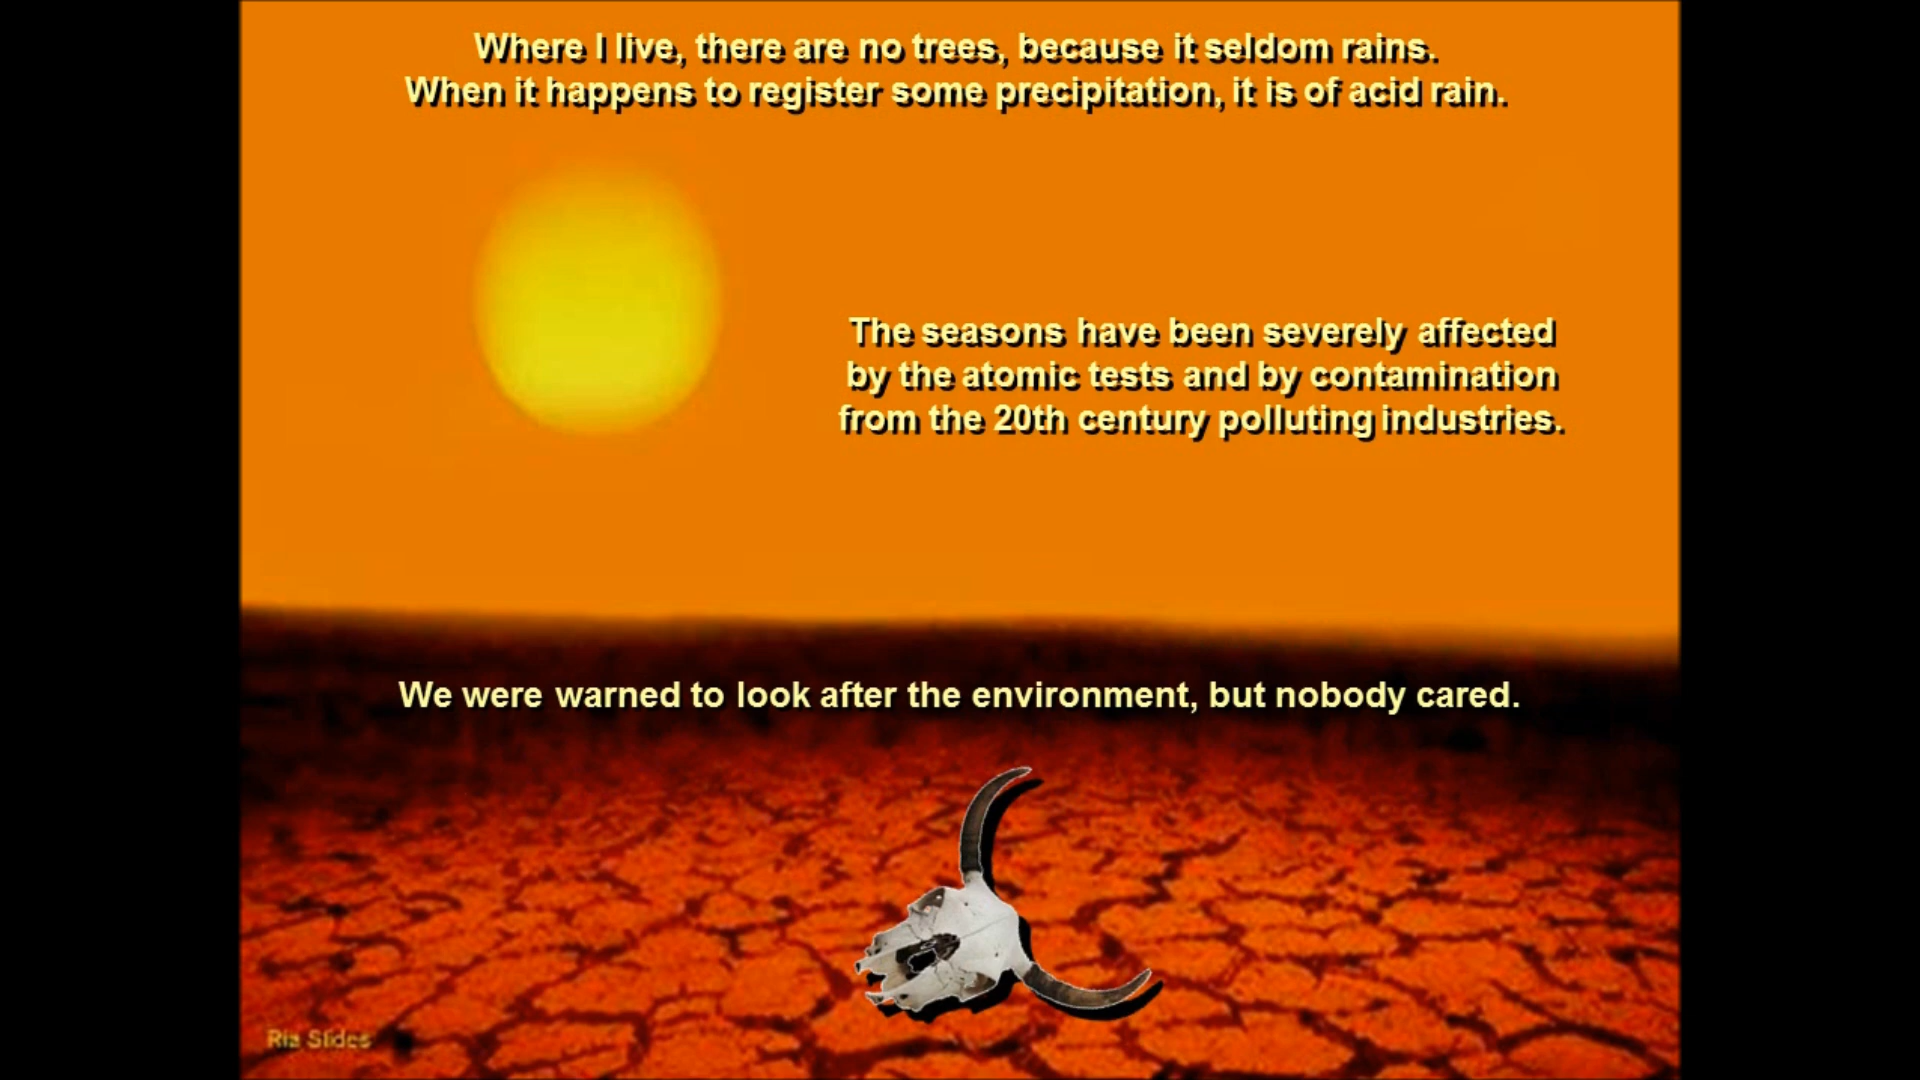 Where I live, there are no trees, because it seldom rains.
When it happens to register some precipitation, it is of acid rain.
The seasons have been severely affected
by the atomic tests and by contamination
from the 20th century polluting industries.
We were warned to look after the environment, but nobody cared.
Ria Slides